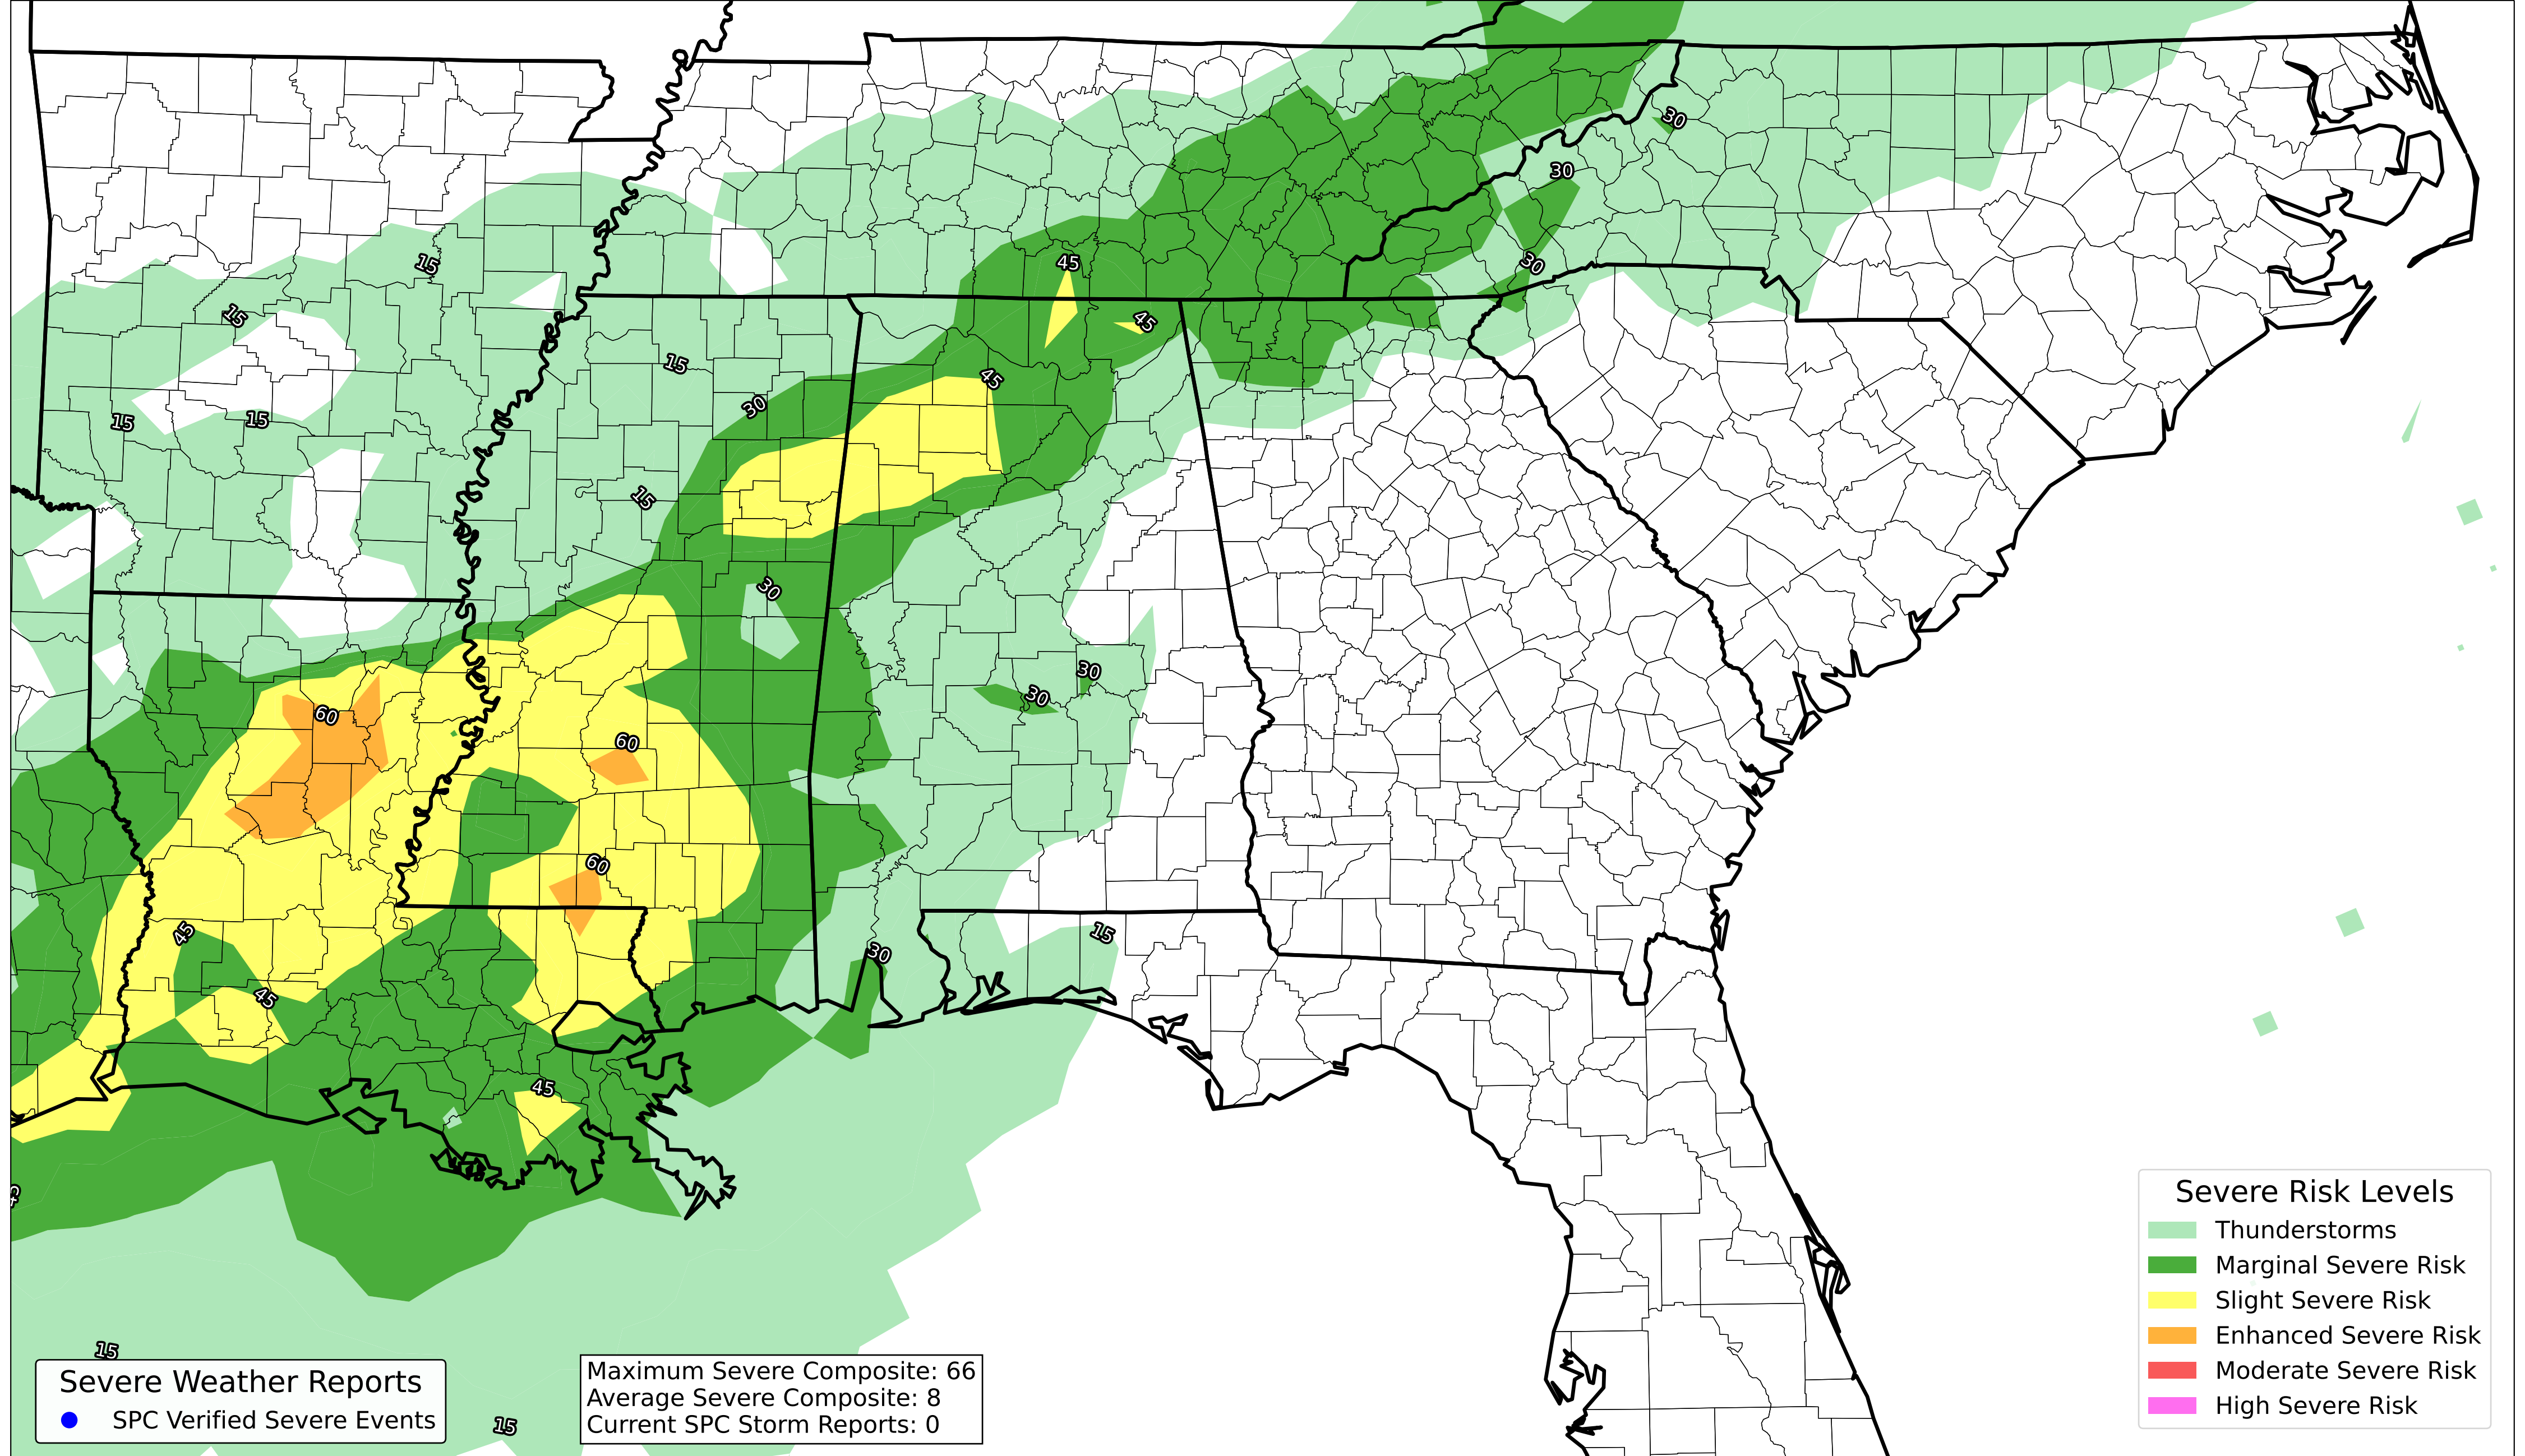 30
30
45
15
30
15
45
15
45
30
15
15
15
30
30
30
60
60
60
45
15
30
45
45
15
15
Severe Risk Levels
Thunderstorms
Marginal Severe Risk
Slight Severe Risk
Enhanced Severe Risk
Moderate Severe Risk
High Severe Risk
Severe Weather Reports
SPC Verified Severe Events
Maximum Severe Composite: 66
Average Severe Composite: 8
Current SPC Storm Reports: 0